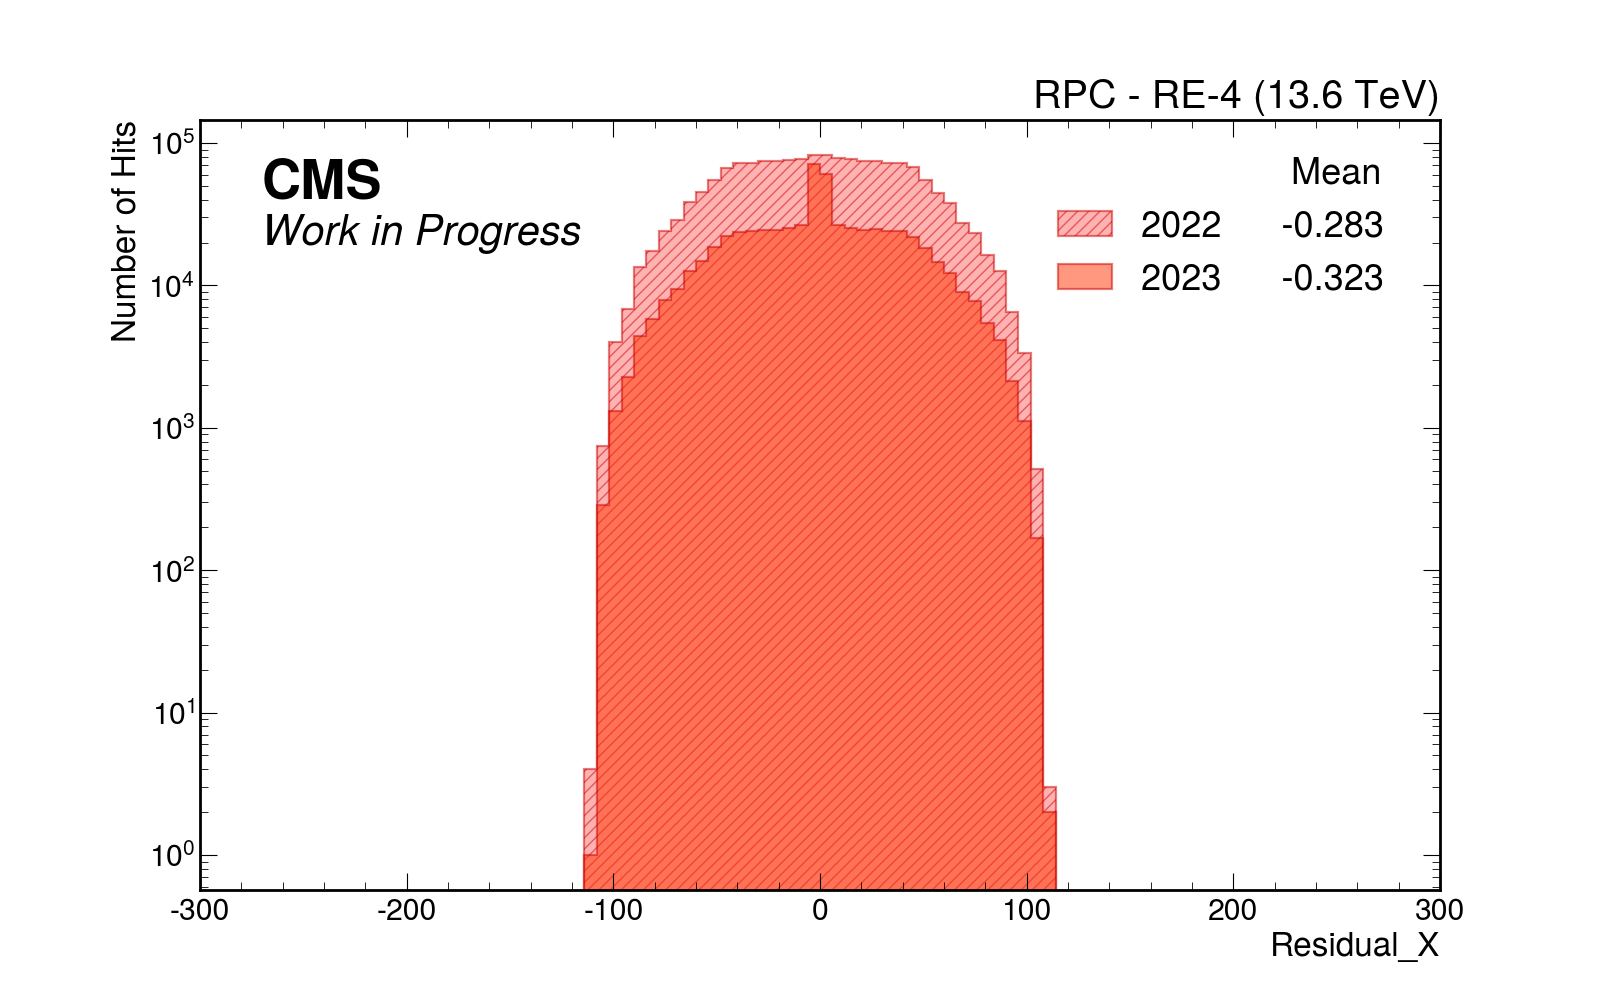 RPC - RE-4 (13.6 TeV)
Number of Hits
CMS
Work in Progress
Mean
2022 -0.283
2023 -0.323
10⁵
10⁴
10³
10²
10¹
10⁰
-300 -200 -100 0 100 200 300
Residual_X